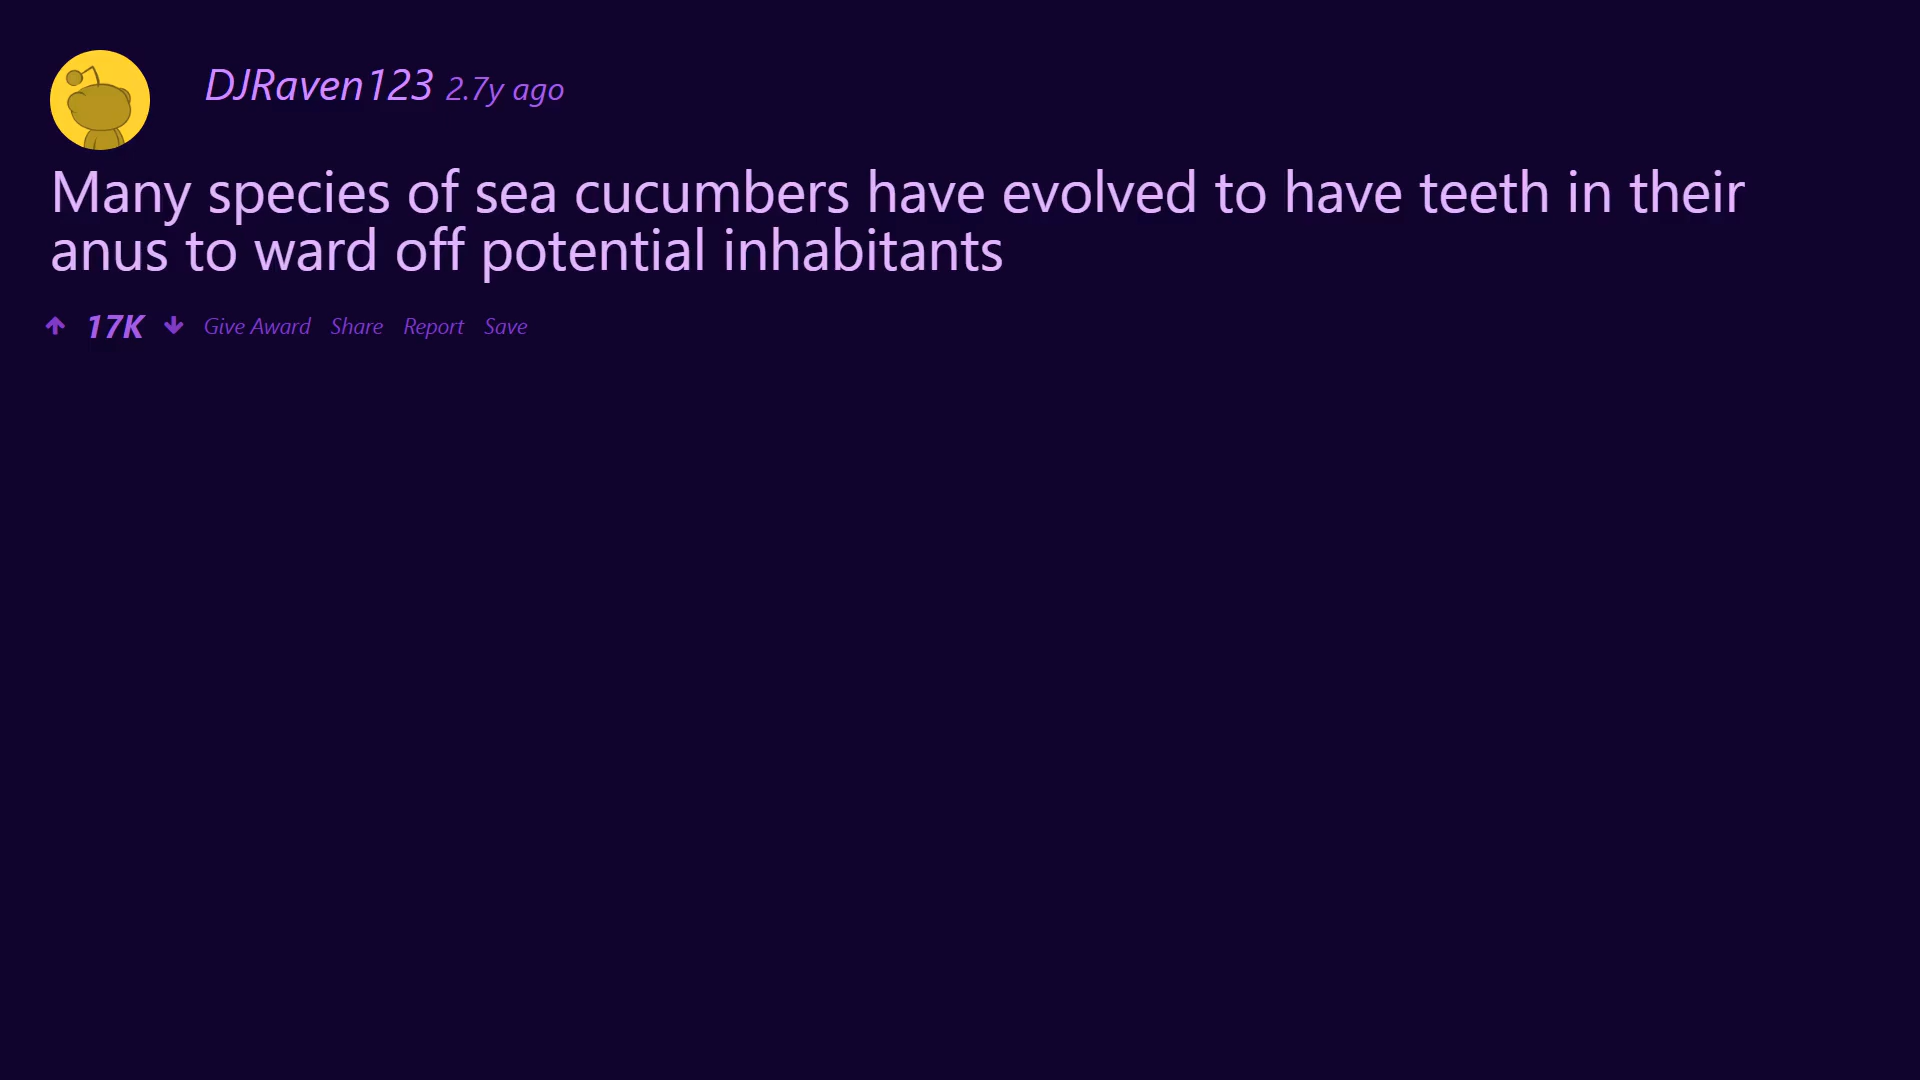 DJRaven123 2.7y ago
Many species of sea cucumbers have evolved to have teeth in their
anus to ward off potential inhabitants
17K Give Award Share Report Save